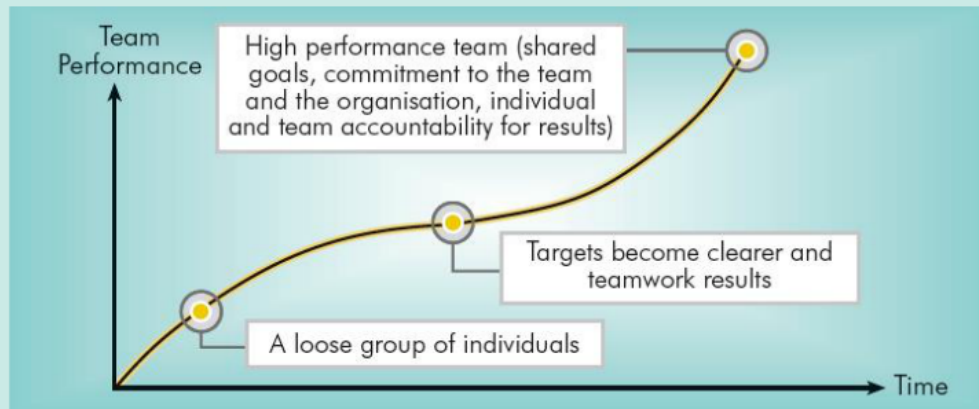 Team
Performance
High performance team (shared
goals, commitment to the team
and the organisation, individual
and team accountability for results)
Targets become clearer and
teamwork results
A loose group of individuals
Time